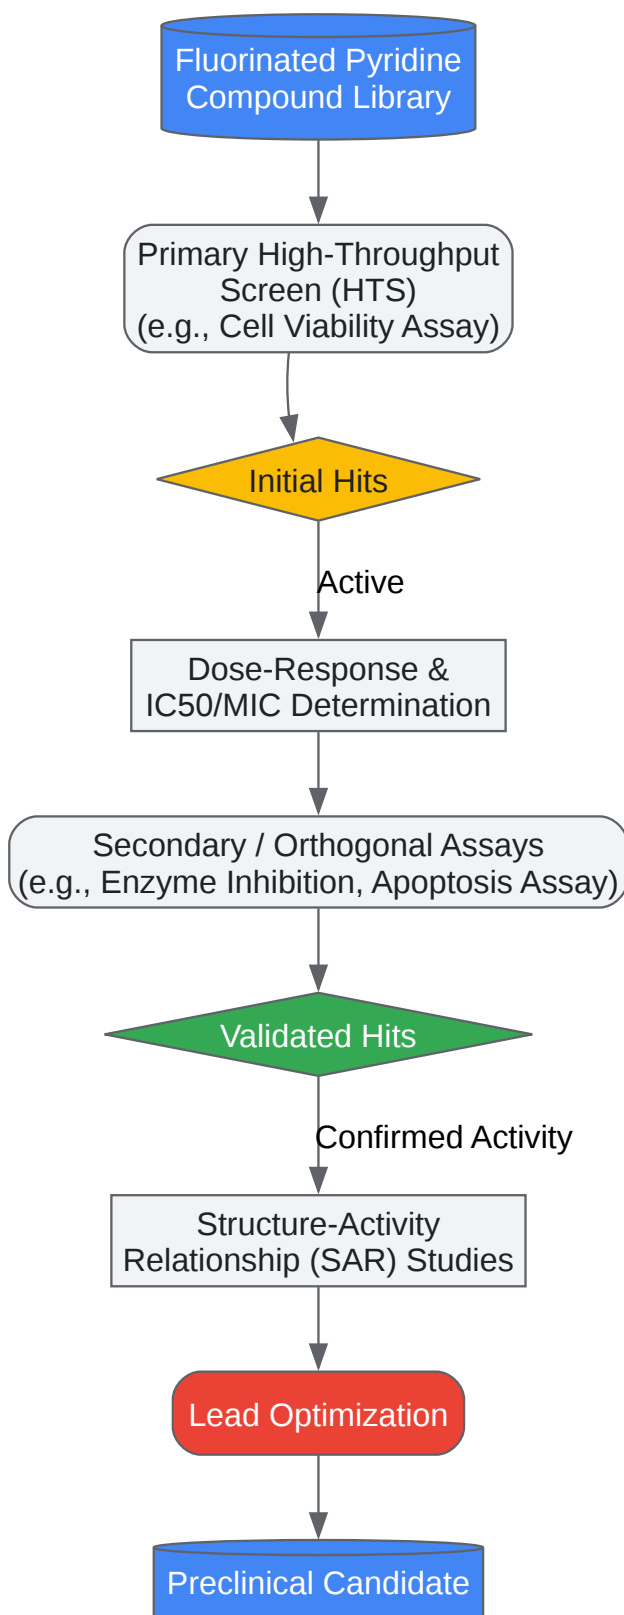 Fluorinated Pyridine
Compound Library
Primary High-Throughput
Screen (HTS)
(e.g., Cell Viability Assay)
Initial Hits
Active
Dose-Response &
IC50/MIC Determination
Secondary / Orthogonal Assays
(e.g., Enzyme Inhibition, Apoptosis Assay)
Validated Hits
Confirmed Activity
Structure-Activity
Relationship (SAR) Studies
Lead Optimization
Preclinical Candidate